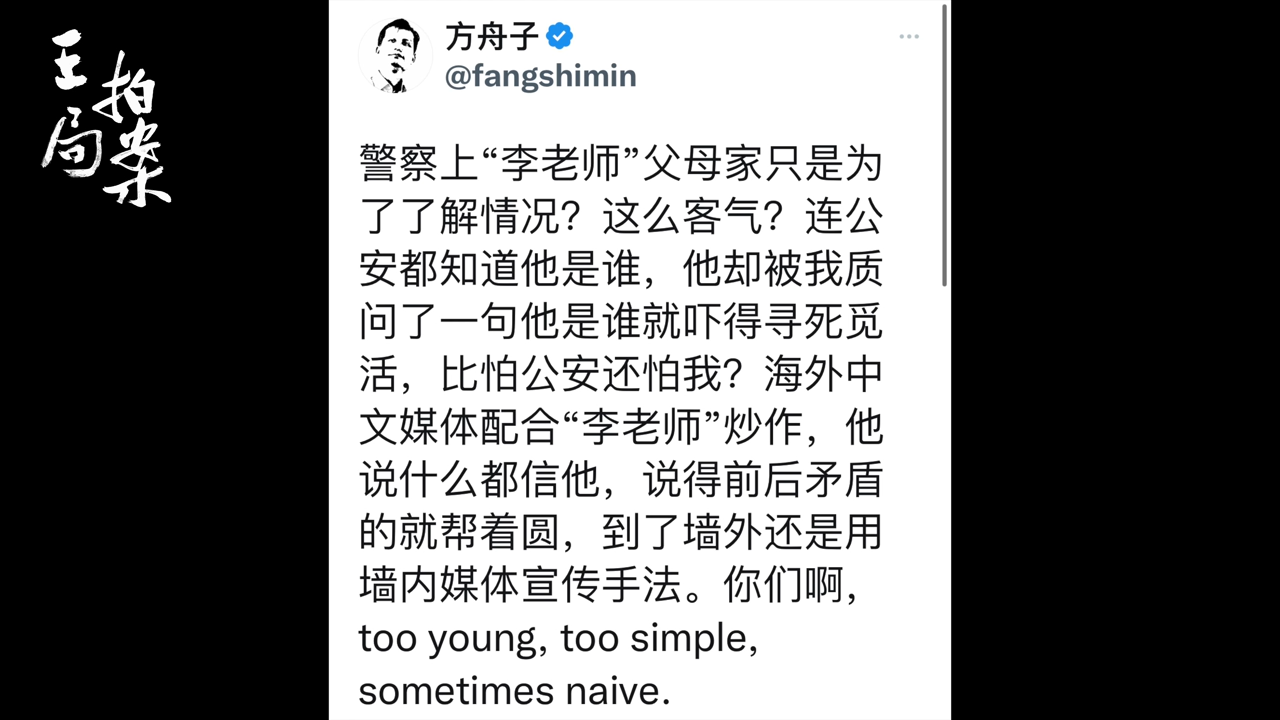 王局
拍案
方舟子
@fangshimin
警察上“李老师”父母家只是为
了了解情况？这么客气？连公
安都知道他是谁，他却被我质
问了一句他是谁就吓得寻死觅
活，比怕公安还怕我？海外中
文媒体配合“李老师”炒作，他
说什么都信他，说得前后矛盾
的就帮着圆，到了墙外还是用
墙内媒体宣传手法。你们啊，
too young, too simple,
sometimes naive.